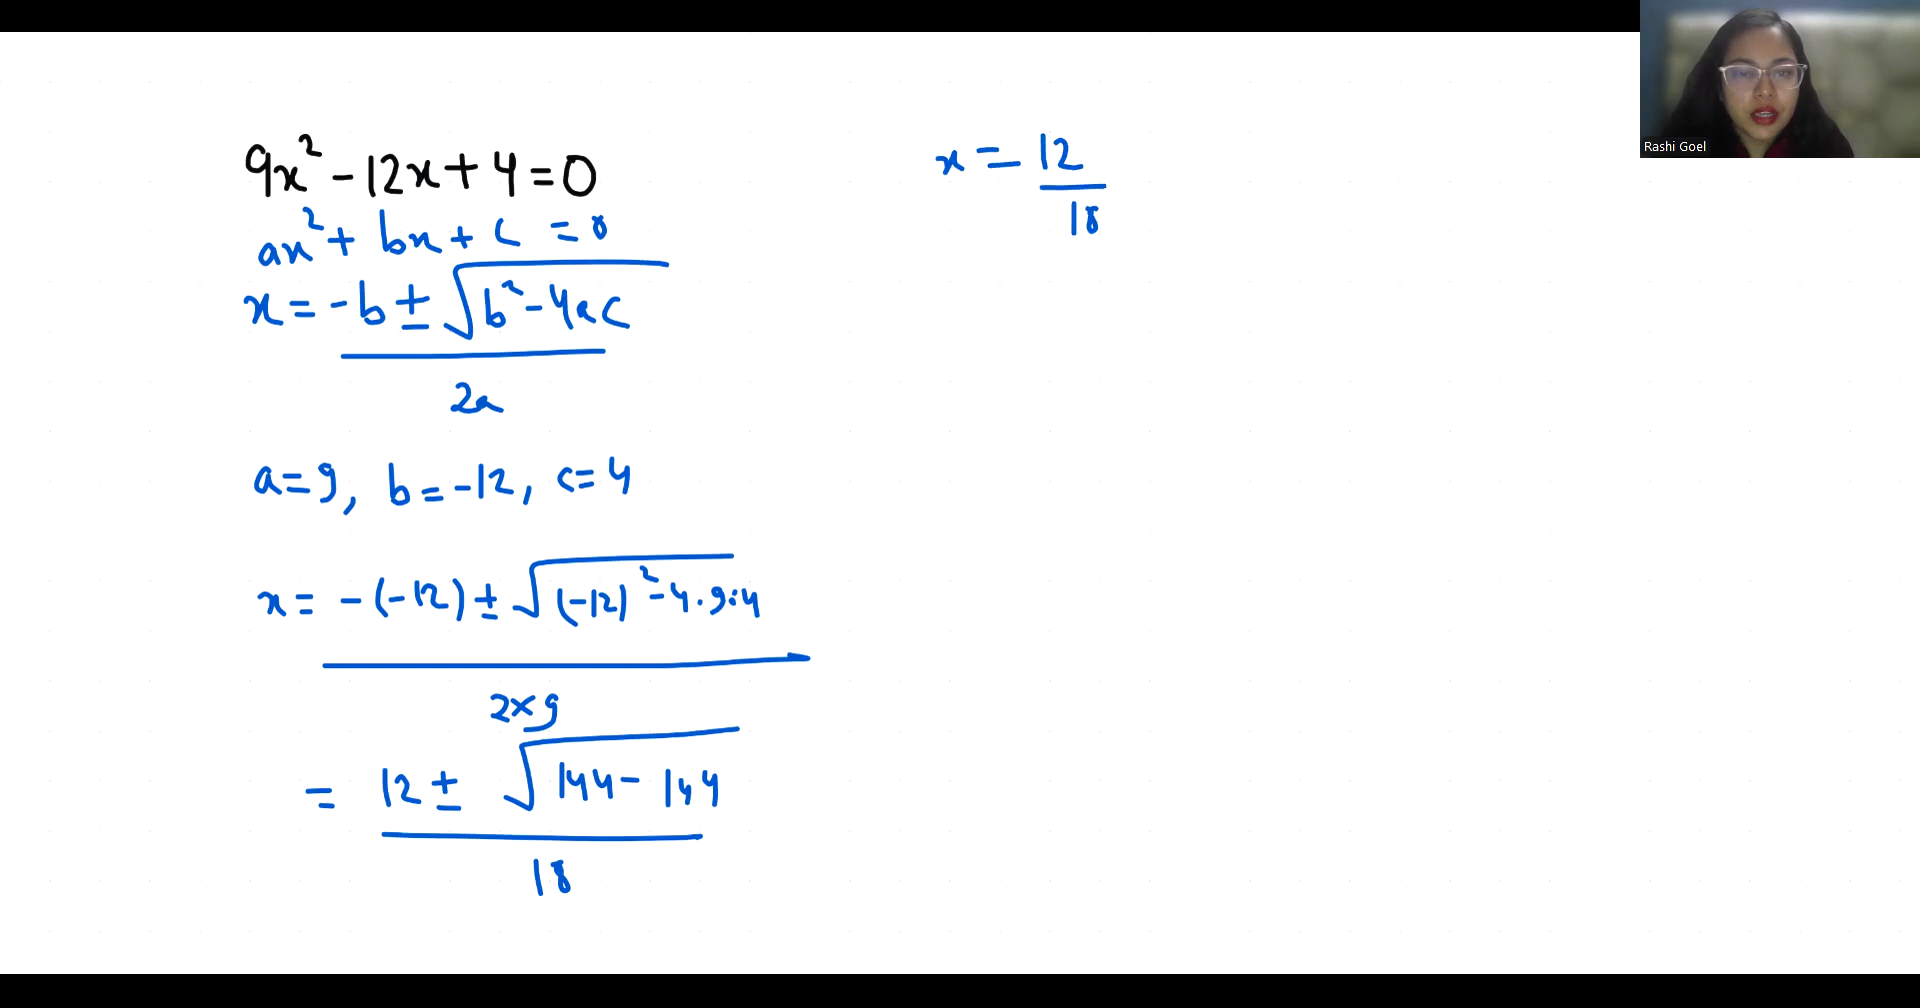 9x² - 12x + 4 = 0
ax² + bx + c = 0
x = -b ± √b² - 4ac
2a
a = 9, b = -12, c = 4
x = -(-12) ± √(-12)² - 4 · 9 · 4
2 × 9
= 12 ± √144 - 144
18
x = 12
18
Rashi Goel